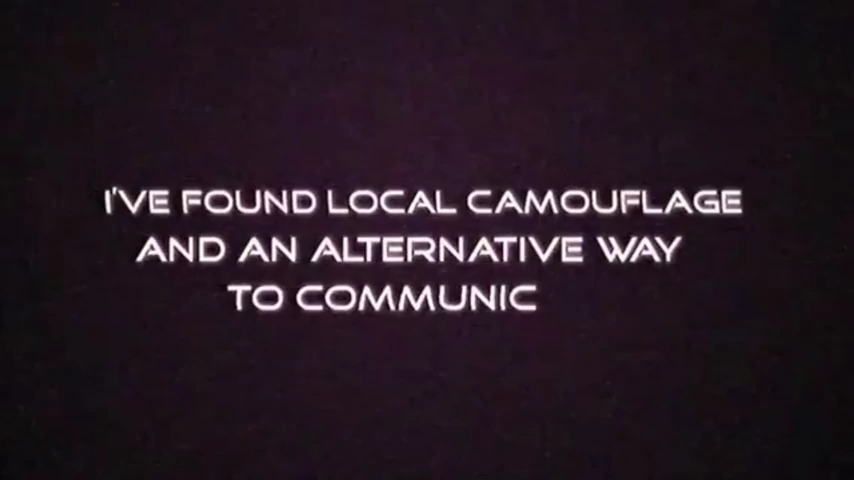 I'VE FOUND LOCAL CAMOUFLAGE
AND AN ALTERNATIVE WAY
TO COMMUNIC